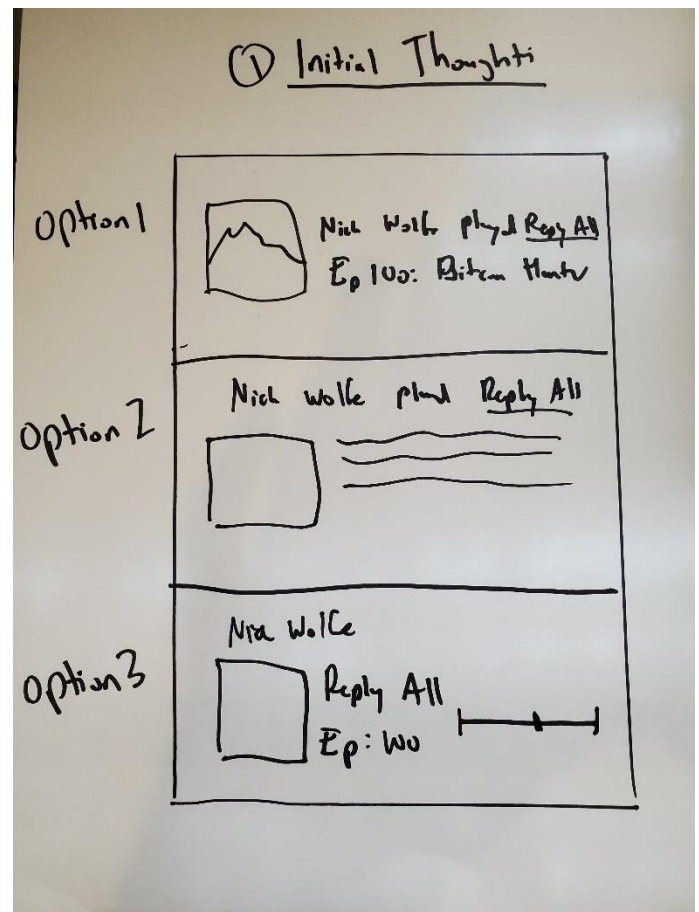 ① Initial Thoughts
Option 1
Nick Wolfe played Reply All
Ep 100: Bitcoin Hunter
Option 2
Nick Wolfe played Reply All
Option 3
Nick Wolfe
Reply All
Ep: 100